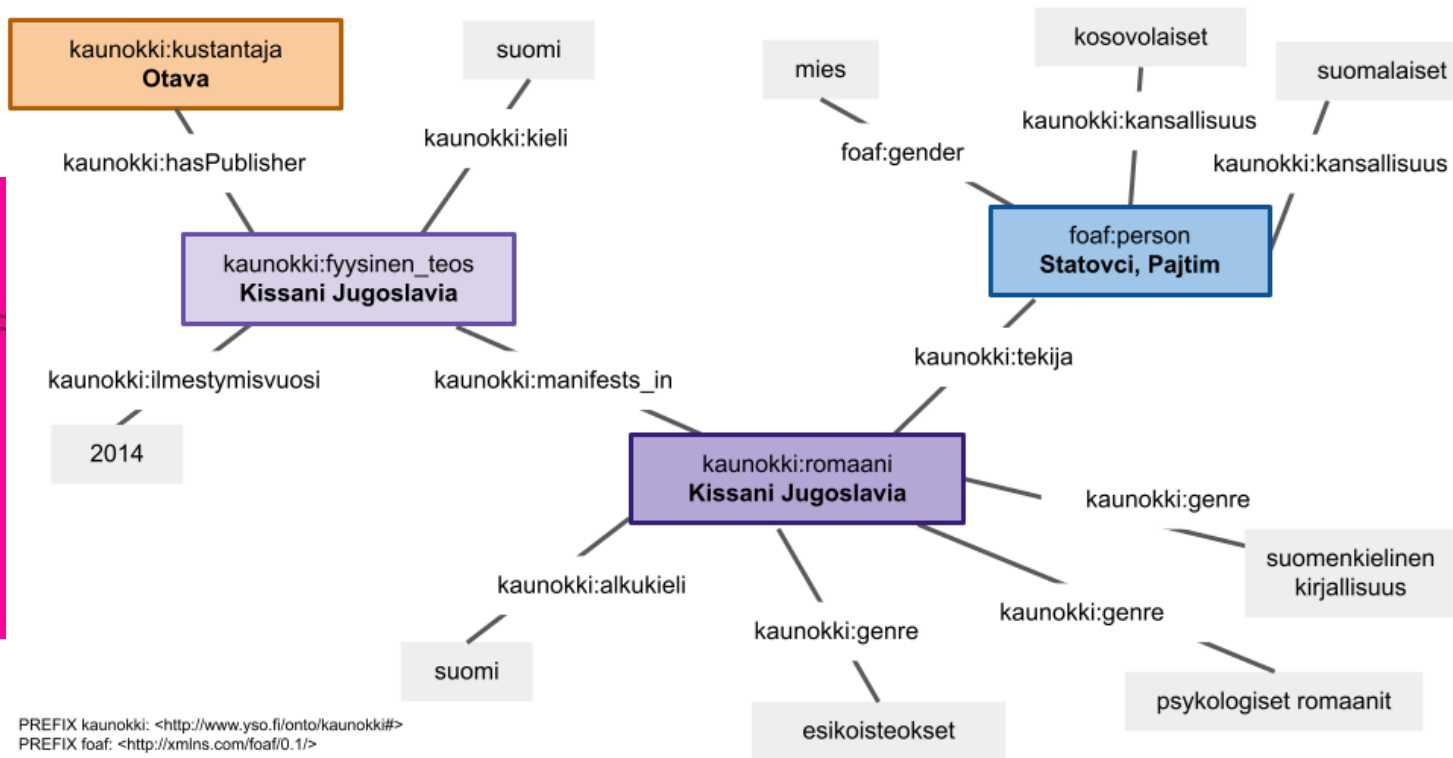 kaunokki:kustantaja
Otava
suomi
mies
kosovolaiset
suomalaiset
kaunokki:hasPublisher
kaunokki:kieli
foaf:gender
kaunokki:kansallisuus
kaunokki:kansallisuus
kaunokki:fyysinen_teos
Kissani Jugoslavia
foaf:person
Statovci, Pajtim
kaunokki:ilmestymisvuosi
kaunokki:manifests_in
kaunokki:tekija
2014
kaunokki:romaani
Kissani Jugoslavia
kaunokki:genre
suomenkielinen
kirjallisuus
kaunokki:alkukieli
kaunokki:genre
kaunokki:genre
suomi
psykologiset romaanit
esikoisteokset
PREFIX kaunokki: <http://www.yso.fi/onto/kaunokki#>
PREFIX foaf: <http://xmlns.com/foaf/0.1/>